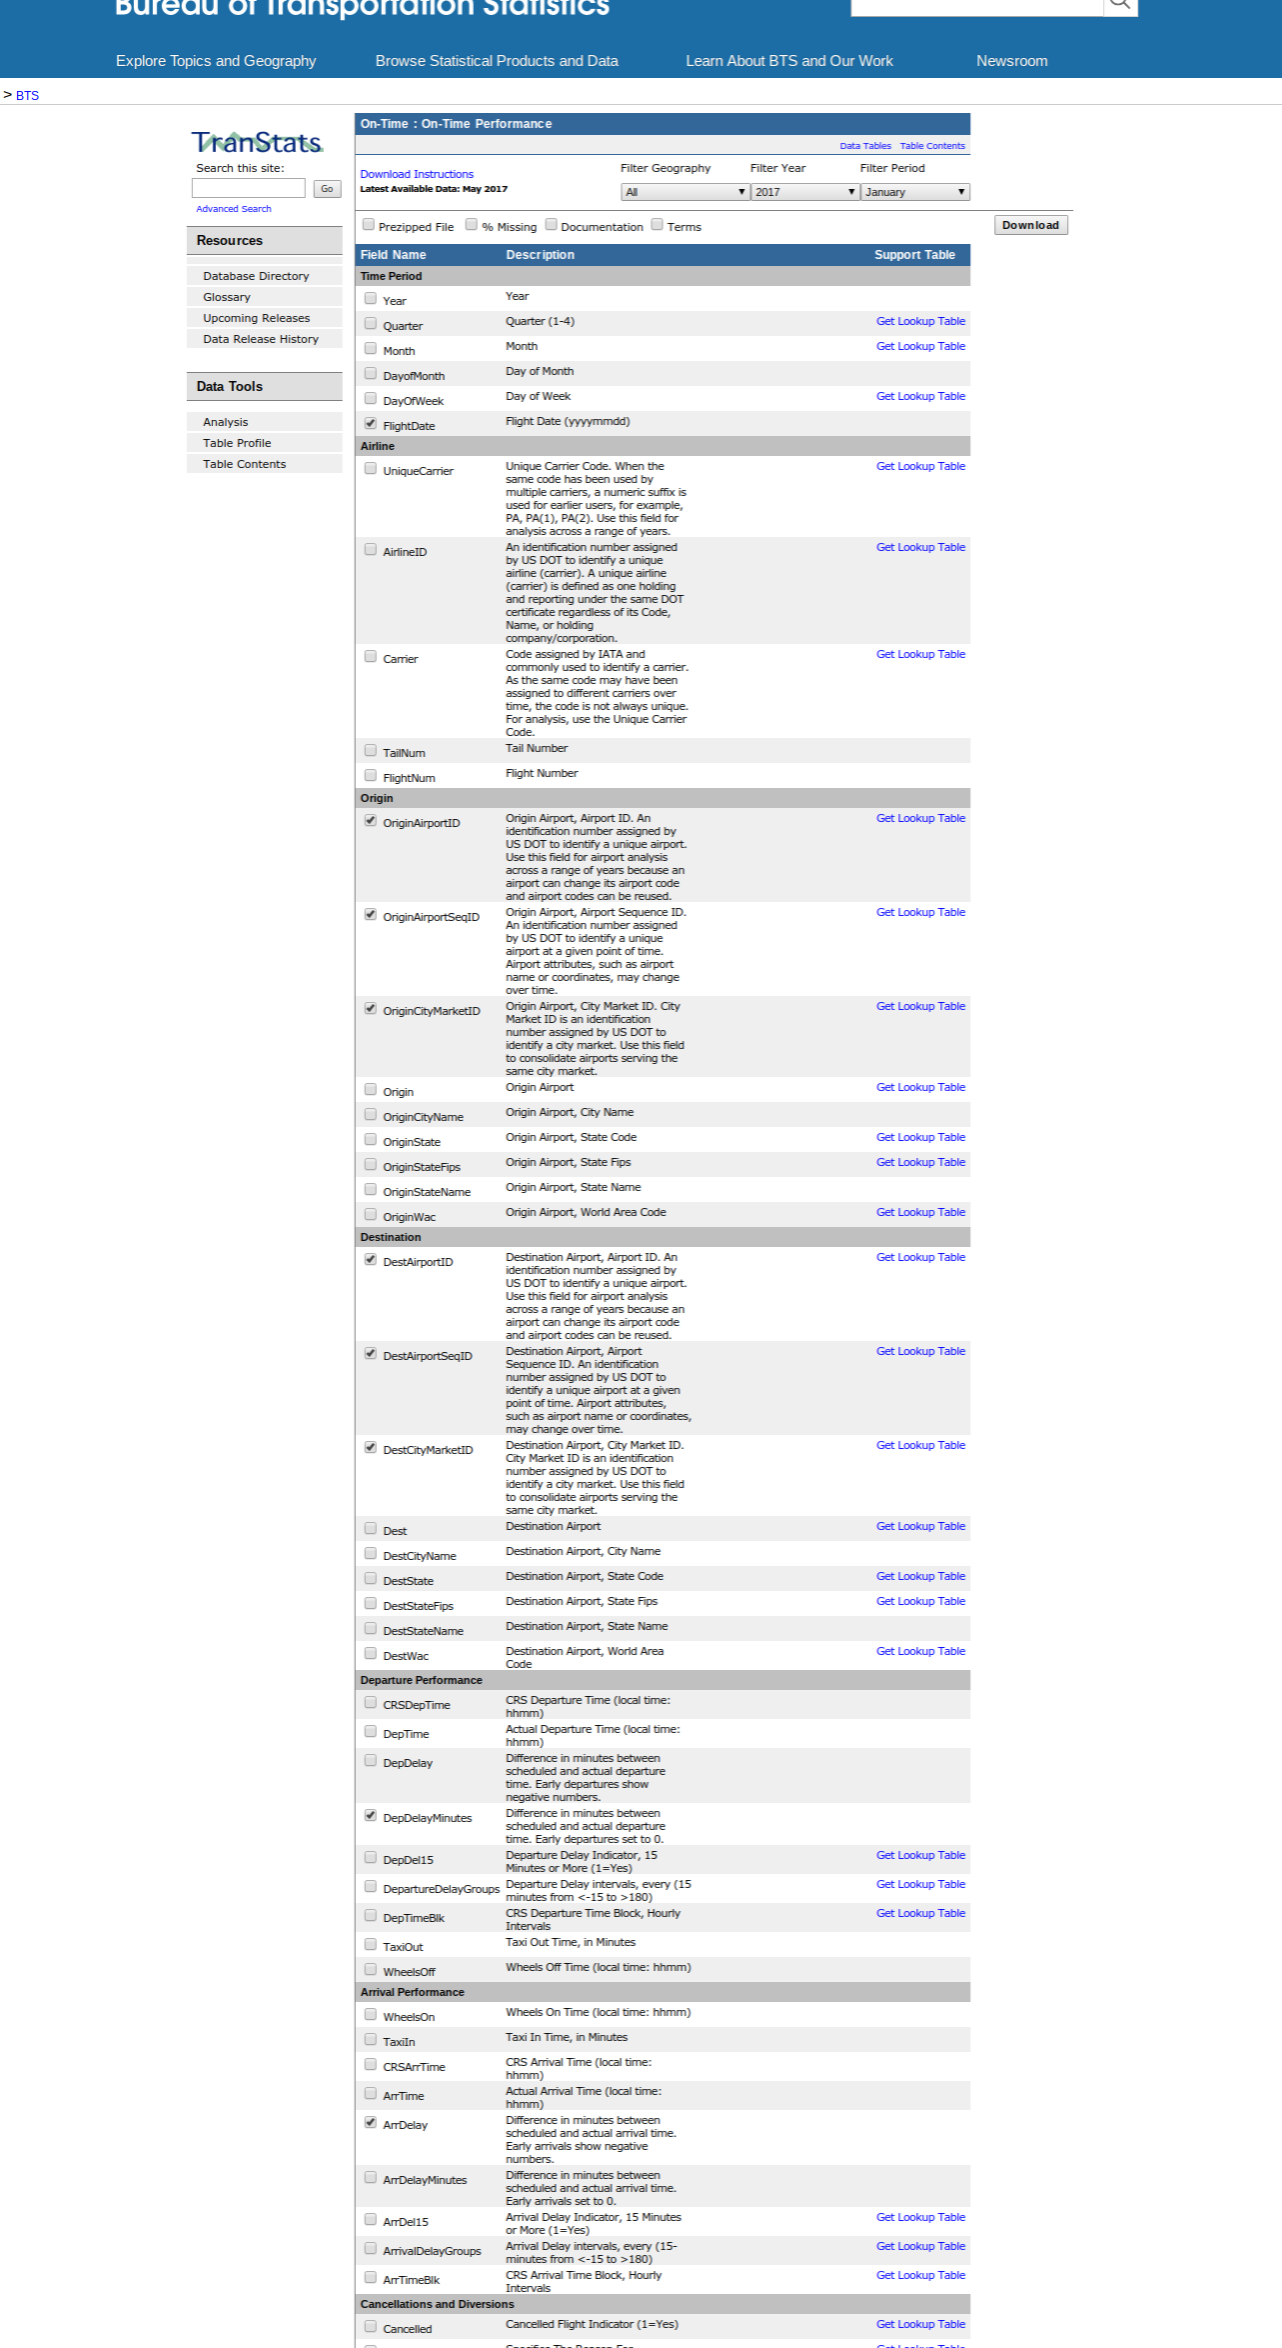 Bureau of Transportation Statistics
Explore Topics and Geography Browse Statistical Products and Data Learn About BTS and Our Work Newsroom
> BTS
TranStats
Search this site:
Go
Advanced Search
Resources
Database Directory
Glossary
Upcoming Releases
Data Release History
Data Tools
Analysis
Table Profile
Table Contents
On-Time : On-Time Performance
Data Tables Table Contents
Download Instructions
Latest Available Data: May 2017
Filter Geography Filter Year Filter Period
All 2017 January
Prezipped File % Missing Documentation Terms Download
Field Name Description Support Table
Time Period
Year Year
Quarter Quarter (1-4) Get Lookup Table
Month Month Get Lookup Table
DayofMonth Day of Month
DayOfWeek Day of Week Get Lookup Table
FlightDate Flight Date (yyyymmdd)
Airline
UniqueCarrier Unique Carrier Code. When the Get Lookup Table
same code has been used by
multiple carriers, a numeric suffix is
used for earlier users, for example,
PA, PA(1), PA(2). Use this field for
analysis across a range of years.
AirlineID An identification number assigned Get Lookup Table
by US DOT to identify a unique
airline (carrier). A unique airline
(carrier) is defined as one holding
and reporting under the same DOT
certificate regardless of its Code,
Name, or holding
company/corporation.
Carrier Code assigned by IATA and Get Lookup Table
commonly used to identify a carrier.
As the same code may have been
assigned to different carriers over
time, the code is not always unique.
For analysis, use the Unique Carrier
Code.
TailNum Tail Number
FlightNum Flight Number
Origin
OriginAirportID Origin Airport, Airport ID. An Get Lookup Table
identification number assigned by
US DOT to identify a unique airport.
Use this field for airport analysis
across a range of years because an
airport can change its airport code
and airport codes can be reused.
OriginAirportSeqID Origin Airport, Airport Sequence ID. Get Lookup Table
An identification number assigned
by US DOT to identify a unique
airport at a given point of time.
Airport attributes, such as airport
name or coordinates, may change
over time.
OriginCityMarketID Origin Airport, City Market ID. City Get Lookup Table
Market ID is an identification
number assigned by US DOT to
identify a city market. Use this field
to consolidate airports serving the
same city market.
Origin Origin Airport Get Lookup Table
OriginCityName Origin Airport, City Name
OriginState Origin Airport, State Code Get Lookup Table
OriginStateFips Origin Airport, State Fips Get Lookup Table
OriginStateName Origin Airport, State Name
OriginWac Origin Airport, World Area Code Get Lookup Table
Destination
DestAirportID Destination Airport, Airport ID. An Get Lookup Table
identification number assigned by
US DOT to identify a unique airport.
Use this field for airport analysis
across a range of years because an
airport can change its airport code
and airport codes can be reused.
DestAirportSeqID Destination Airport, Airport Get Lookup Table
Sequence ID. An identification
number assigned by US DOT to
identify a unique airport at a given
point of time. Airport attributes,
such as airport name or coordinates,
may change over time.
DestCityMarketID Destination Airport, City Market ID. Get Lookup Table
City Market ID is an identification
number assigned by US DOT to
identify a city market. Use this field
to consolidate airports serving the
same city market.
Dest Destination Airport Get Lookup Table
DestCityName Destination Airport, City Name
DestState Destination Airport, State Code Get Lookup Table
DestStateFips Destination Airport, State Fips Get Lookup Table
DestStateName Destination Airport, State Name
DestWac Destination Airport, World Area Get Lookup Table
Code
Departure Performance
CRSDepTime CRS Departure Time (local time:
hhmm)
DepTime Actual Departure Time (local time:
hhmm)
DepDelay Difference in minutes between
scheduled and actual departure
time. Early departures show
negative numbers.
DepDelayMinutes Difference in minutes between
scheduled and actual departure
time. Early departures set to 0.
DepDel15 Departure Delay Indicator, 15 Get Lookup Table
Minutes or More (1=Yes)
DepartureDelayGroups Departure Delay intervals, every (15 Get Lookup Table
minutes from <-15 to >180)
DepTimeBlk CRS Departure Time Block, Hourly Get Lookup Table
Intervals
TaxiOut Taxi Out Time, in Minutes
WheelsOff Wheels Off Time (local time: hhmm)
Arrival Performance
WheelsOn Wheels On Time (local time: hhmm)
TaxiIn Taxi In Time, in Minutes
CRSArrTime CRS Arrival Time (local time:
hhmm)
ArrTime Actual Arrival Time (local time:
hhmm)
ArrDelay Difference in minutes between
scheduled and actual arrival time.
Early arrivals show negative
numbers.
ArrDelayMinutes Difference in minutes between
scheduled and actual arrival time.
Early arrivals set to 0.
ArrDel15 Arrival Delay Indicator, 15 Minutes Get Lookup Table
or More (1=Yes)
ArrivalDelayGroups Arrival Delay intervals, every (15- Get Lookup Table
minutes from <-15 to >180)
ArrTimeBlk CRS Arrival Time Block, Hourly Get Lookup Table
Intervals
Cancellations and Diversions
Cancelled Cancelled Flight Indicator (1=Yes) Get Lookup Table